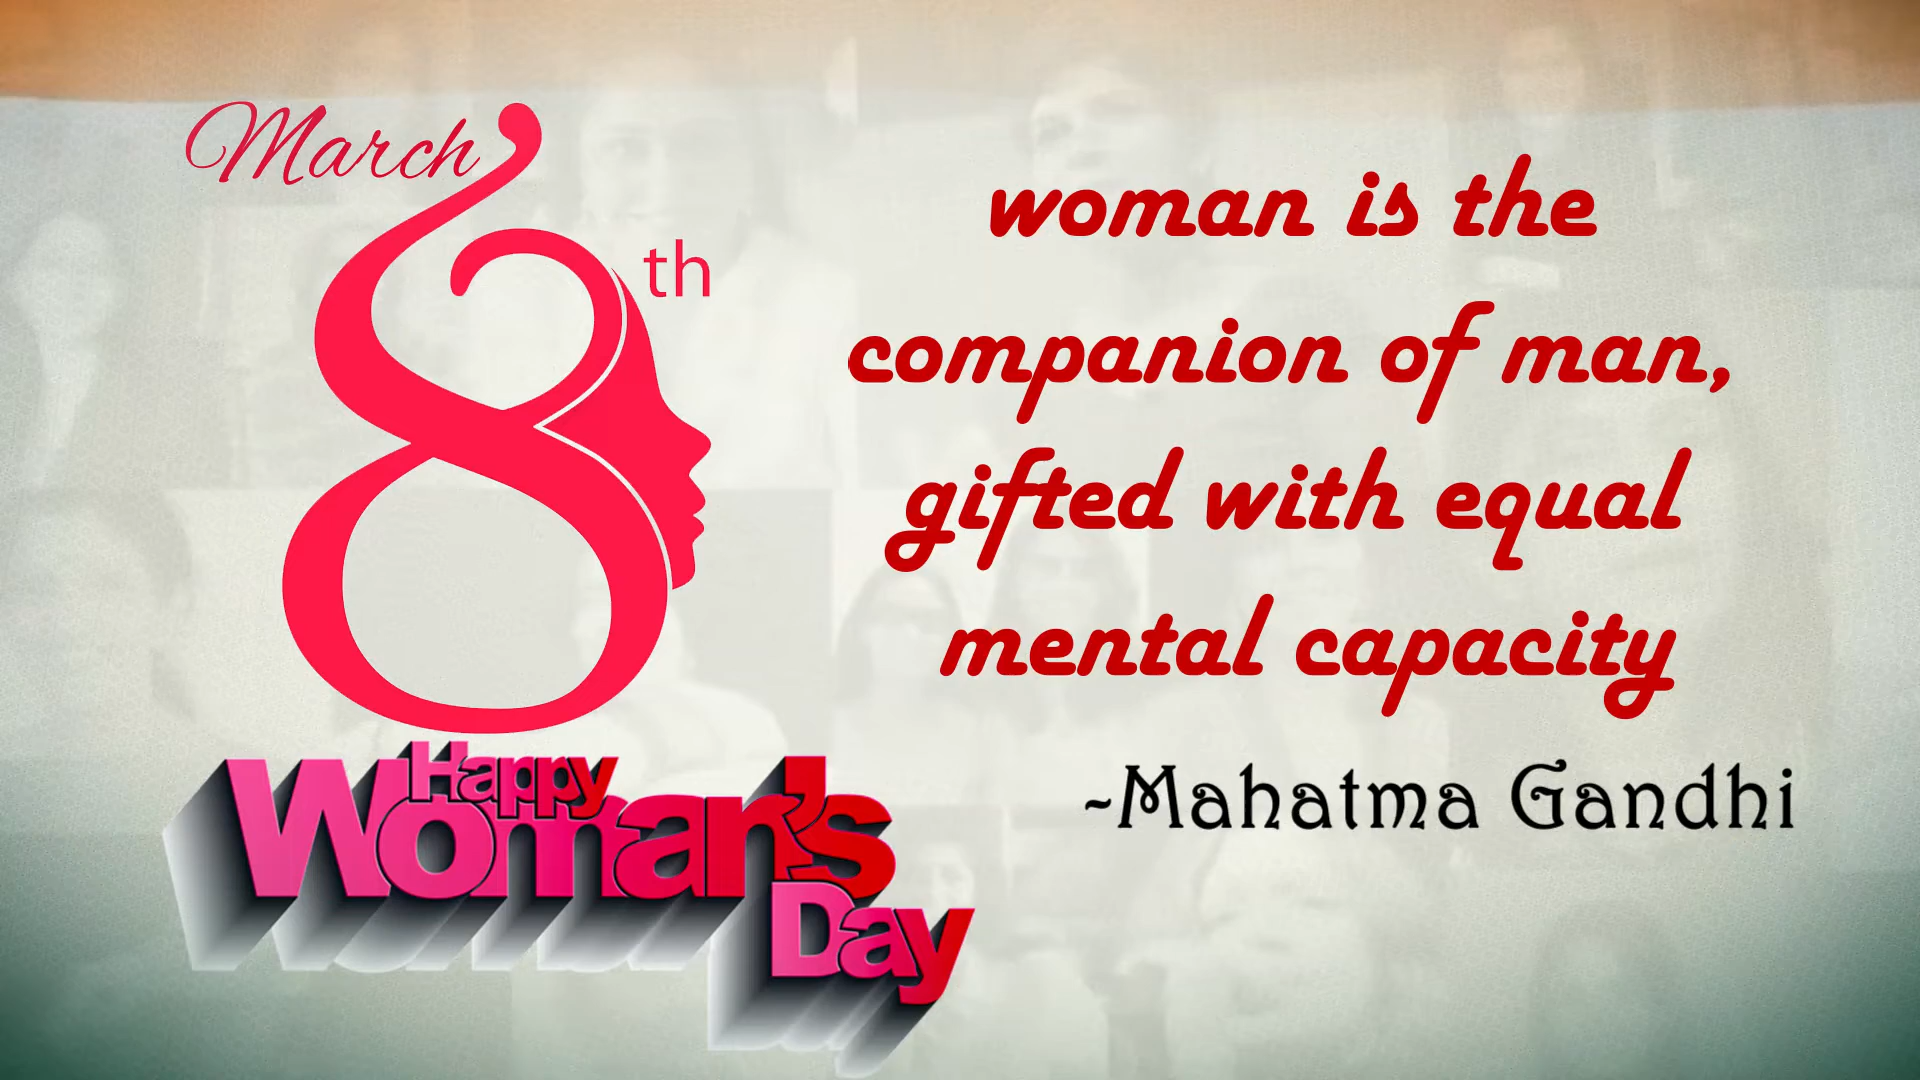 March
8th
Happy
Woman's
Day
woman is the
companion of man,
gifted with equal
mental capacity
~Mahatma Gandhi